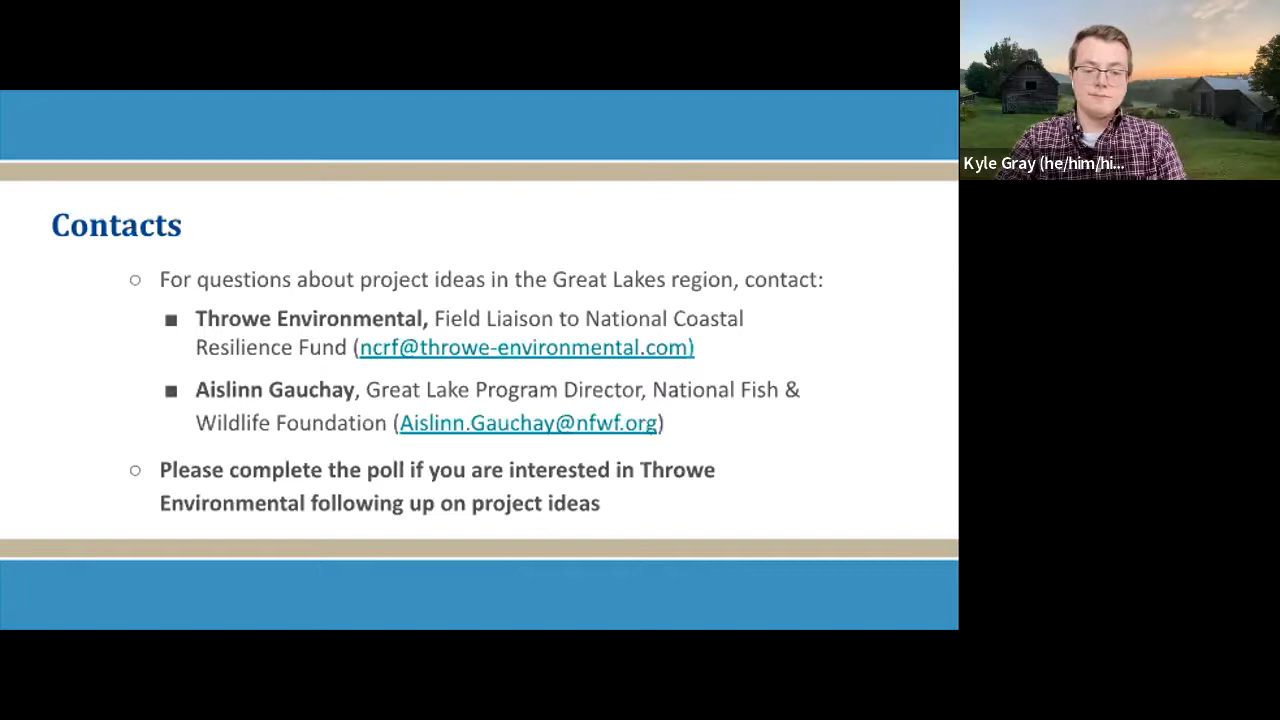 Kyle Gray (he/him/hi...
Contacts
○ For questions about project ideas in the Great Lakes region, contact:
■ Throwe Environmental, Field Liaison to National Coastal
Resilience Fund (ncrf@throwe-environmental.com)
■ Aislinn Gauchay, Great Lake Program Director, National Fish &
Wildlife Foundation (Aislinn.Gauchay@nfwf.org)
○ Please complete the poll if you are interested in Throwe
Environmental following up on project ideas